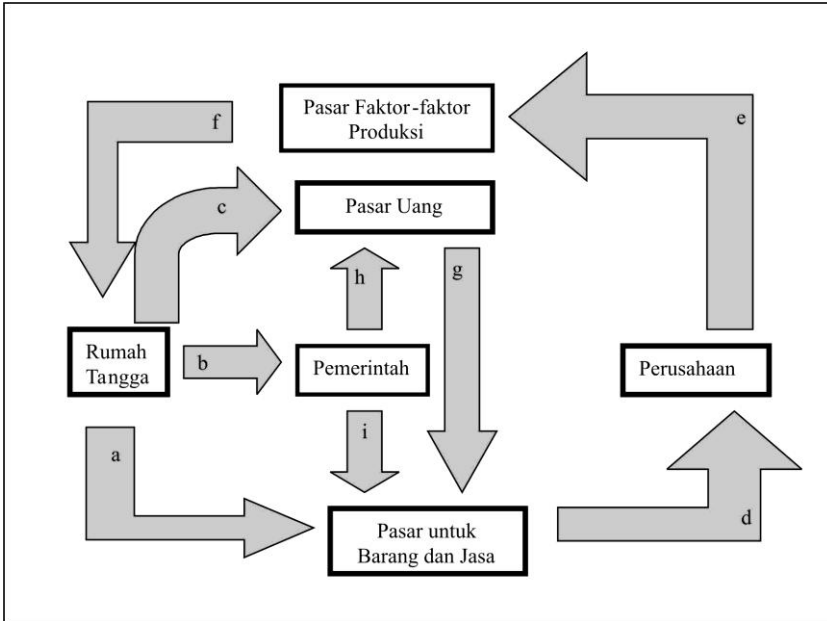 Pasar Faktor-faktor
Produksi
f
e
c
Pasar Uang
h
g
Rumah
Tangga
b
Pemerintah
Perusahaan
a
i
Pasar untuk
Barang dan Jasa
d